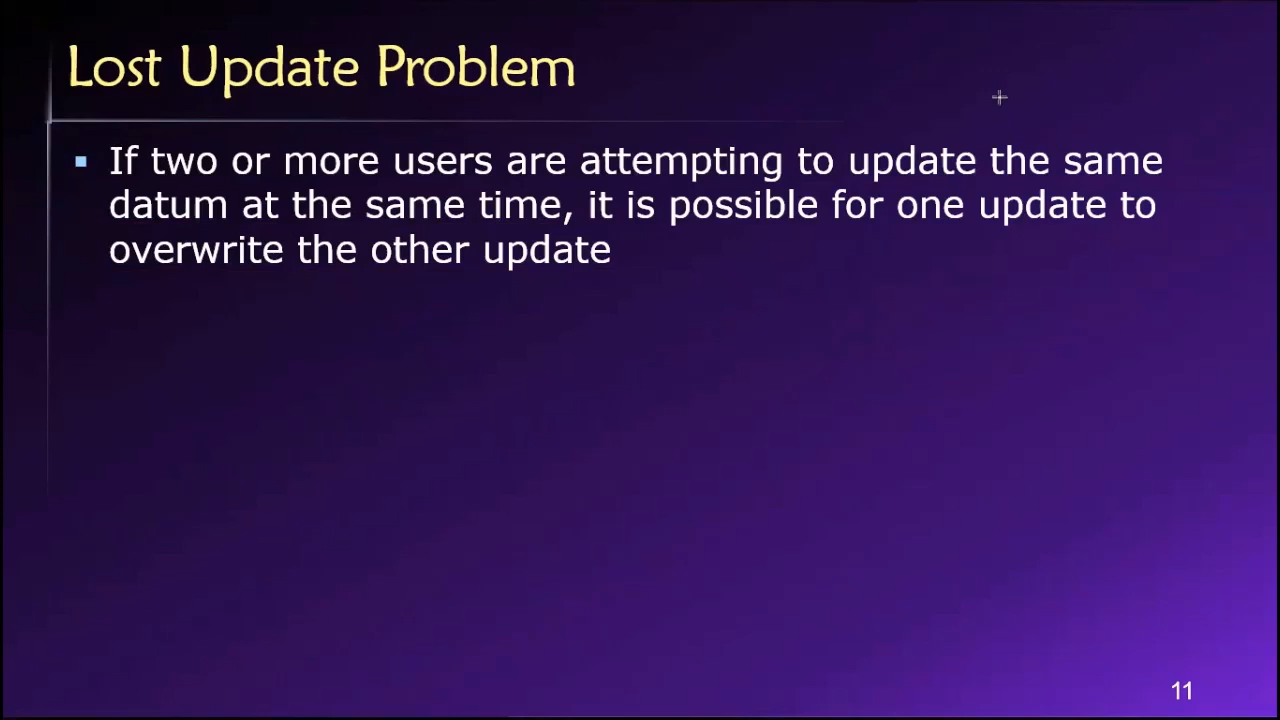 Lost Update Problem
▪ If two or more users are attempting to update the same
datum at the same time, it is possible for one update to
overwrite the other update
11